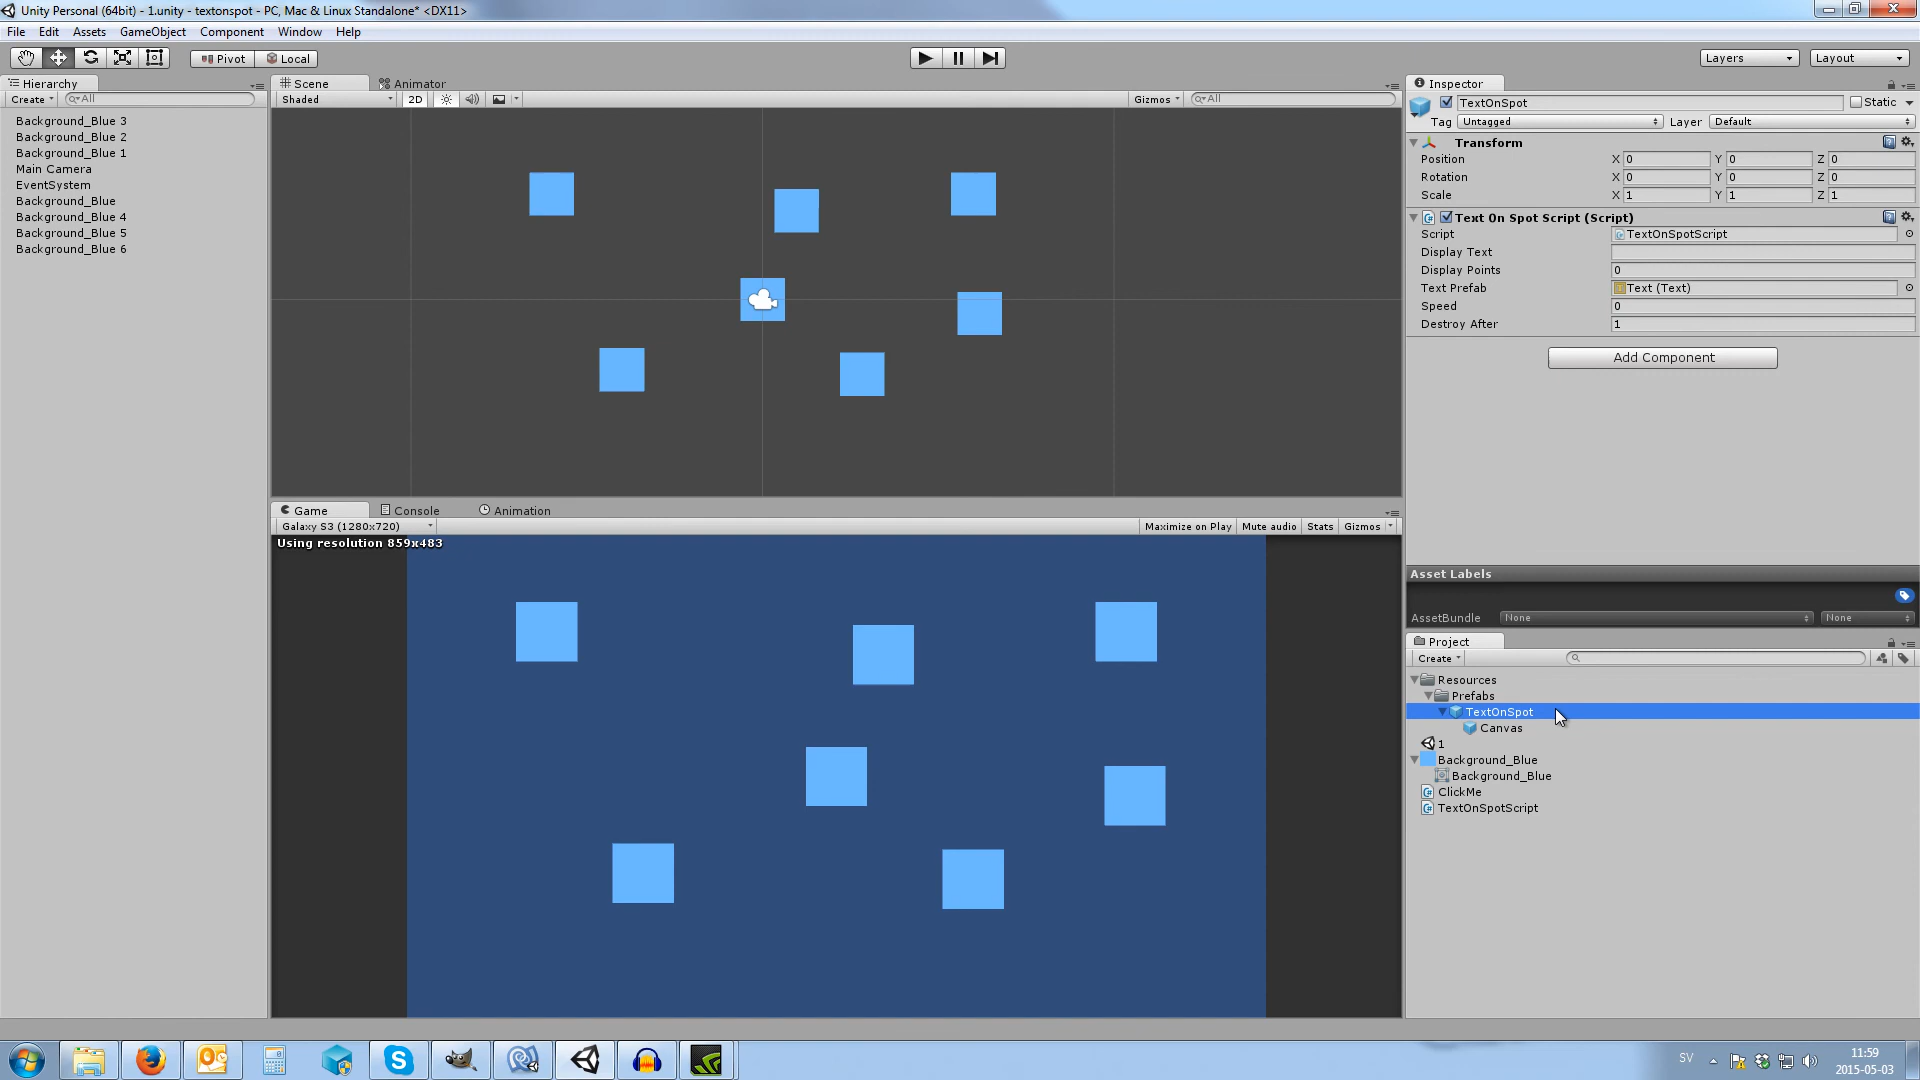 Unity Personal (64bit) - 1.unity - textonspot - PC, Mac & Linux Standalone* <DX11>
File Edit Assets GameObject Component Window Help
Pivot Local Layers Layout
Hierarchy
Create All
Background_Blue 3
Background_Blue 2
Background_Blue 1
Main Camera
EventSystem
Background_Blue
Background_Blue 4
Background_Blue 5
Background_Blue 6
Scene Animator
Shaded 2D Gizmos All
Game Console Animation
Galaxy S3 (1280x720) Maximize on Play Mute audio Stats Gizmos
Using resolution 859x483
Inspector
TextOnSpot Static
Tag Untagged Layer Default
Transform
Position X 0 Y 0 Z 0
Rotation X 0 Y 0 Z 0
Scale X 1 Y 1 Z 1
Text On Spot Script (Script)
Script TextOnSpotScript
Display Text
Display Points 0
Text Prefab Text (Text)
Speed 0
Destroy After 1
Add Component
Asset Labels
AssetBundle None None
Project
Create
Resources
Prefabs
TextOnSpot
Canvas
1
Background_Blue
Background_Blue
ClickMe
TextOnSpotScript
SV 11:59
2015-05-03